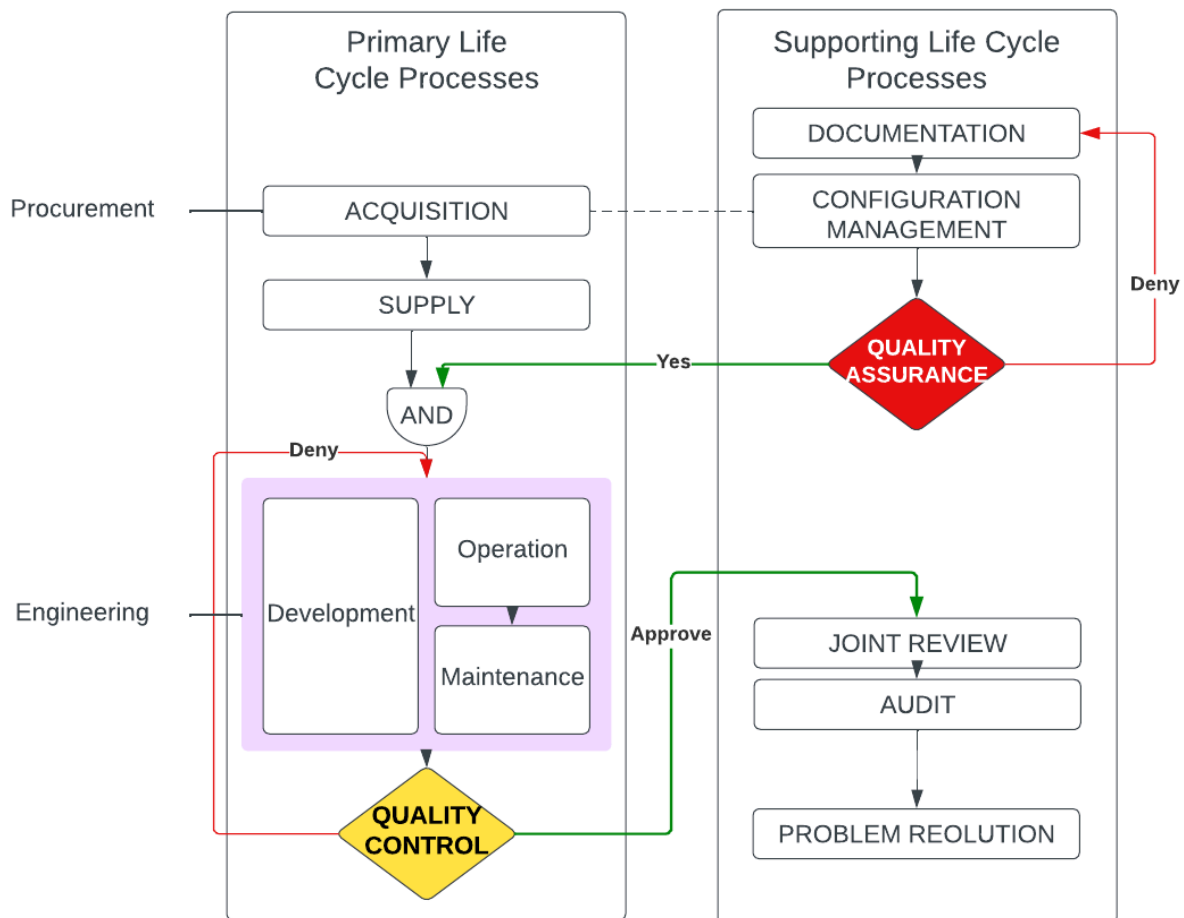 Primary Life
Cycle Processes
Supporting Life Cycle
Processes
DOCUMENTATION
Procurement
ACQUISITION
CONFIGURATION
MANAGEMENT
Deny
SUPPLY
Yes
QUALITY
ASSURANCE
AND
Deny
Operation
Engineering
Development
Approve
JOINT REVIEW
Maintenance
AUDIT
QUALITY
CONTROL
PROBLEM REOLUTION